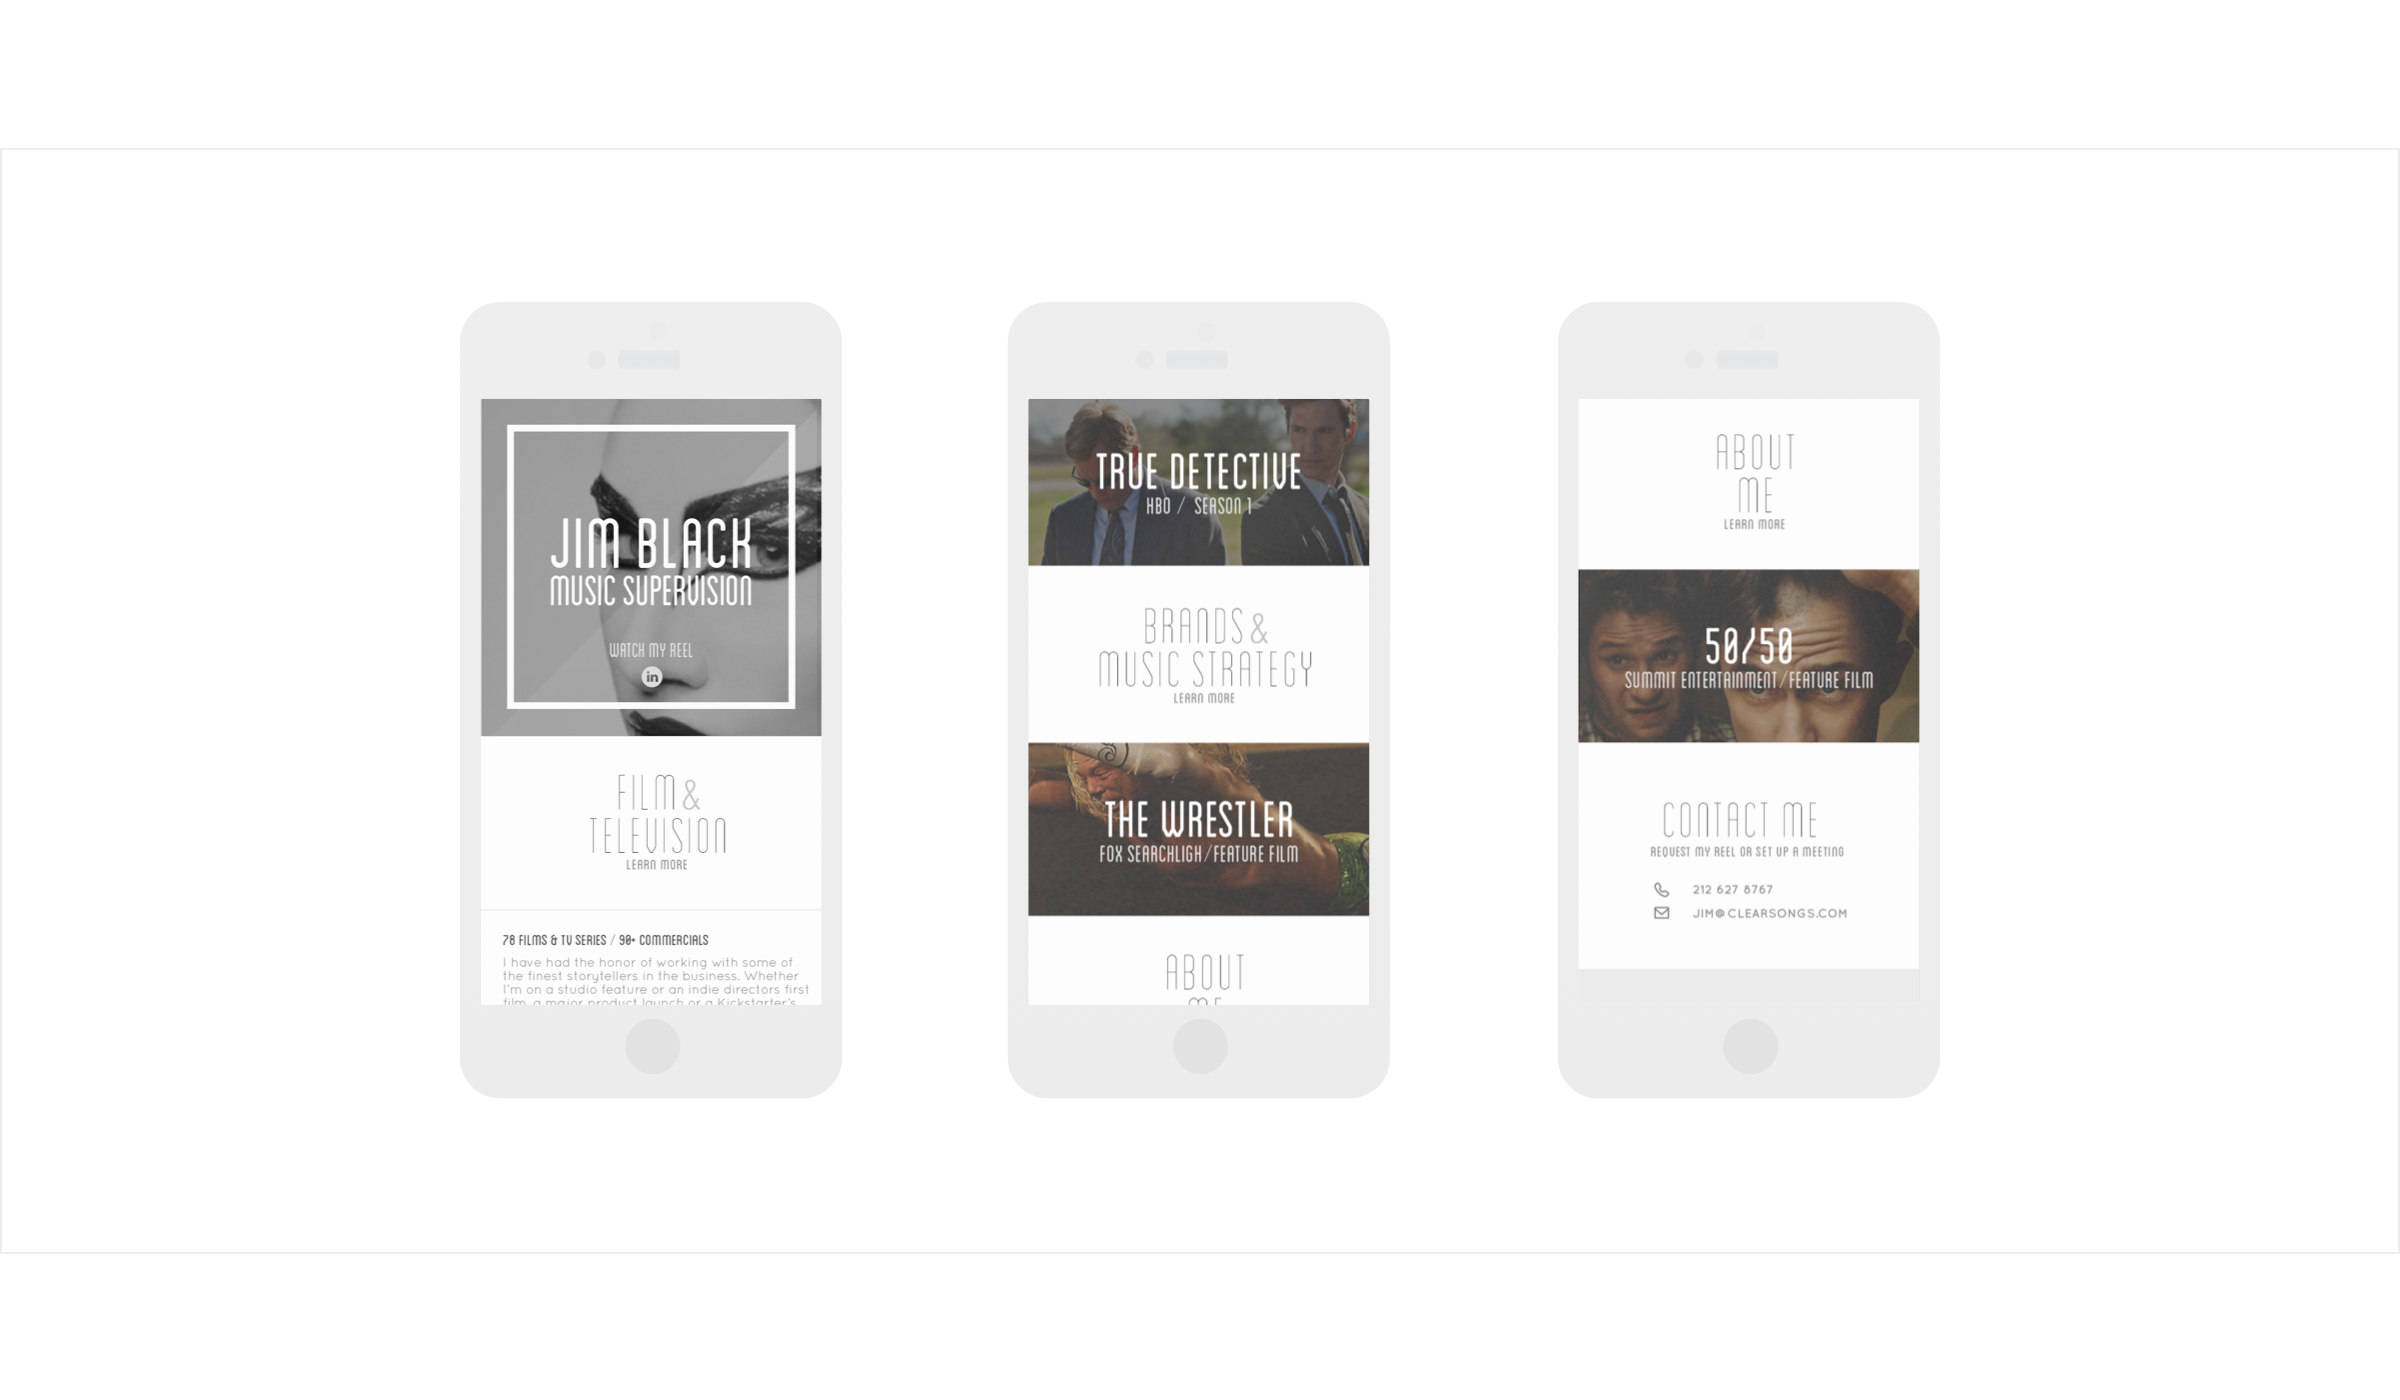 JIM BLACK
MUSIC SUPERVISION
WATCH MY REEL
in
FILM &
TELEVISION
LEARN MORE
78 FILMS & TV SERIES / 90+ COMMERCIALS
I have had the honor of working with some of
the finest storytellers in the business. Whether
I'm on a studio feature or an indie directors first
film, a major product launch or a Kickstarter's
TRUE DETECTIVE
HBO / SEASON 1
BRANDS &
MUSIC STRATEGY
LEARN MORE
THE WRESTLER
FOX SEARCHLIGH/FEATURE FILM
ABOUT
ME
ABOUT
ME
LEARN MORE
50/50
SUMMIT ENTERTAINMENT/FEATURE FILM
CONTACT ME
REQUEST MY REEL OR SET UP A MEETING
212 627 8767
JIM@CLEARSONGS.COM